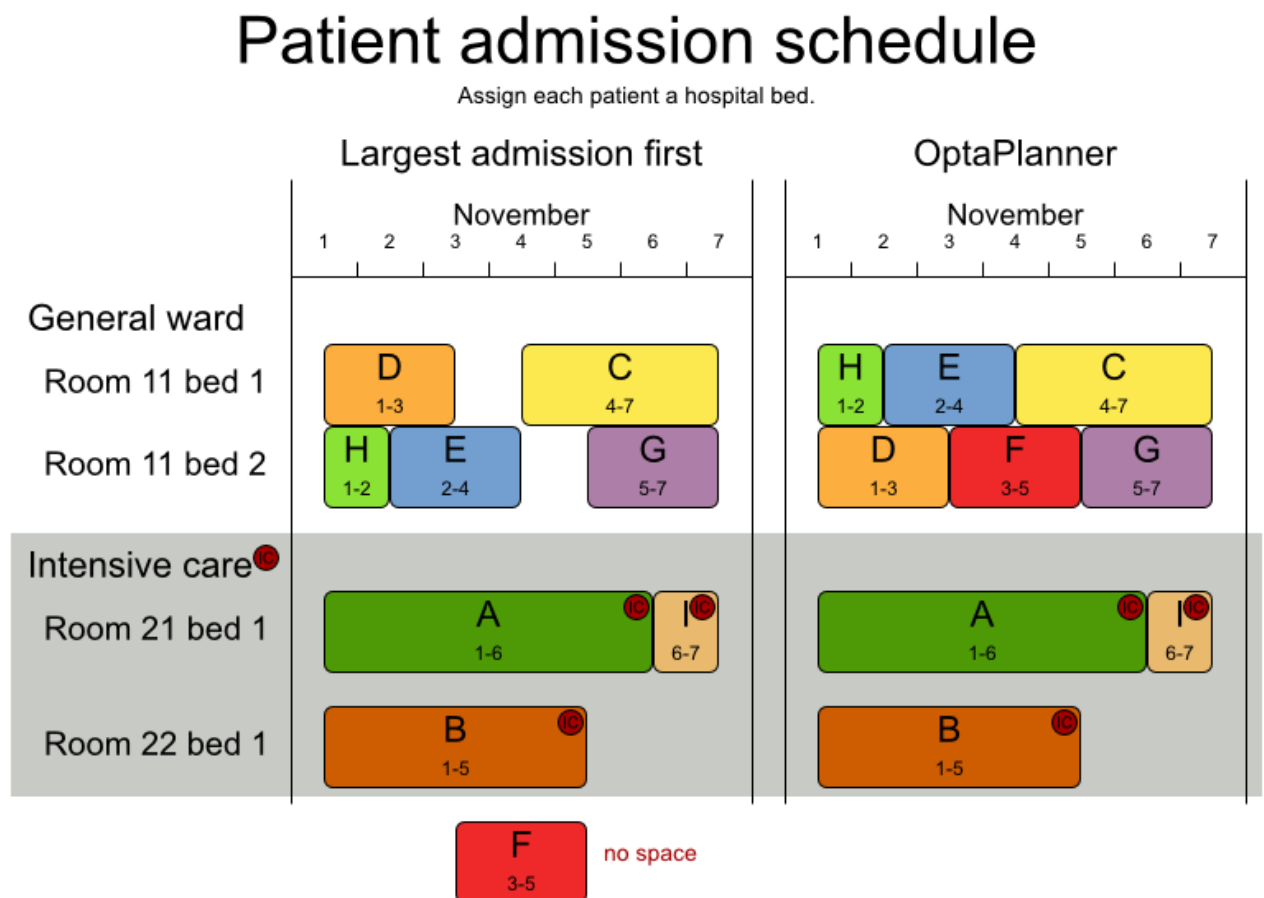 Patient admission schedule
Assign each patient a hospital bed.
Largest admission first
OptaPlanner
November
November
1 2 3 4 5 6 7
1 2 3 4 5 6 7
General ward
Room 11 bed 1
D
1-3
C
4-7
H
1-2
E
2-4
C
4-7
Room 11 bed 2
H
1-2
E
2-4
G
5-7
D
1-3
F
3-5
G
5-7
Intensive care IC
Room 21 bed 1
A IC
1-6
I IC
6-7
A IC
1-6
I IC
6-7
Room 22 bed 1
B IC
1-5
B IC
1-5
F
3-5
no space